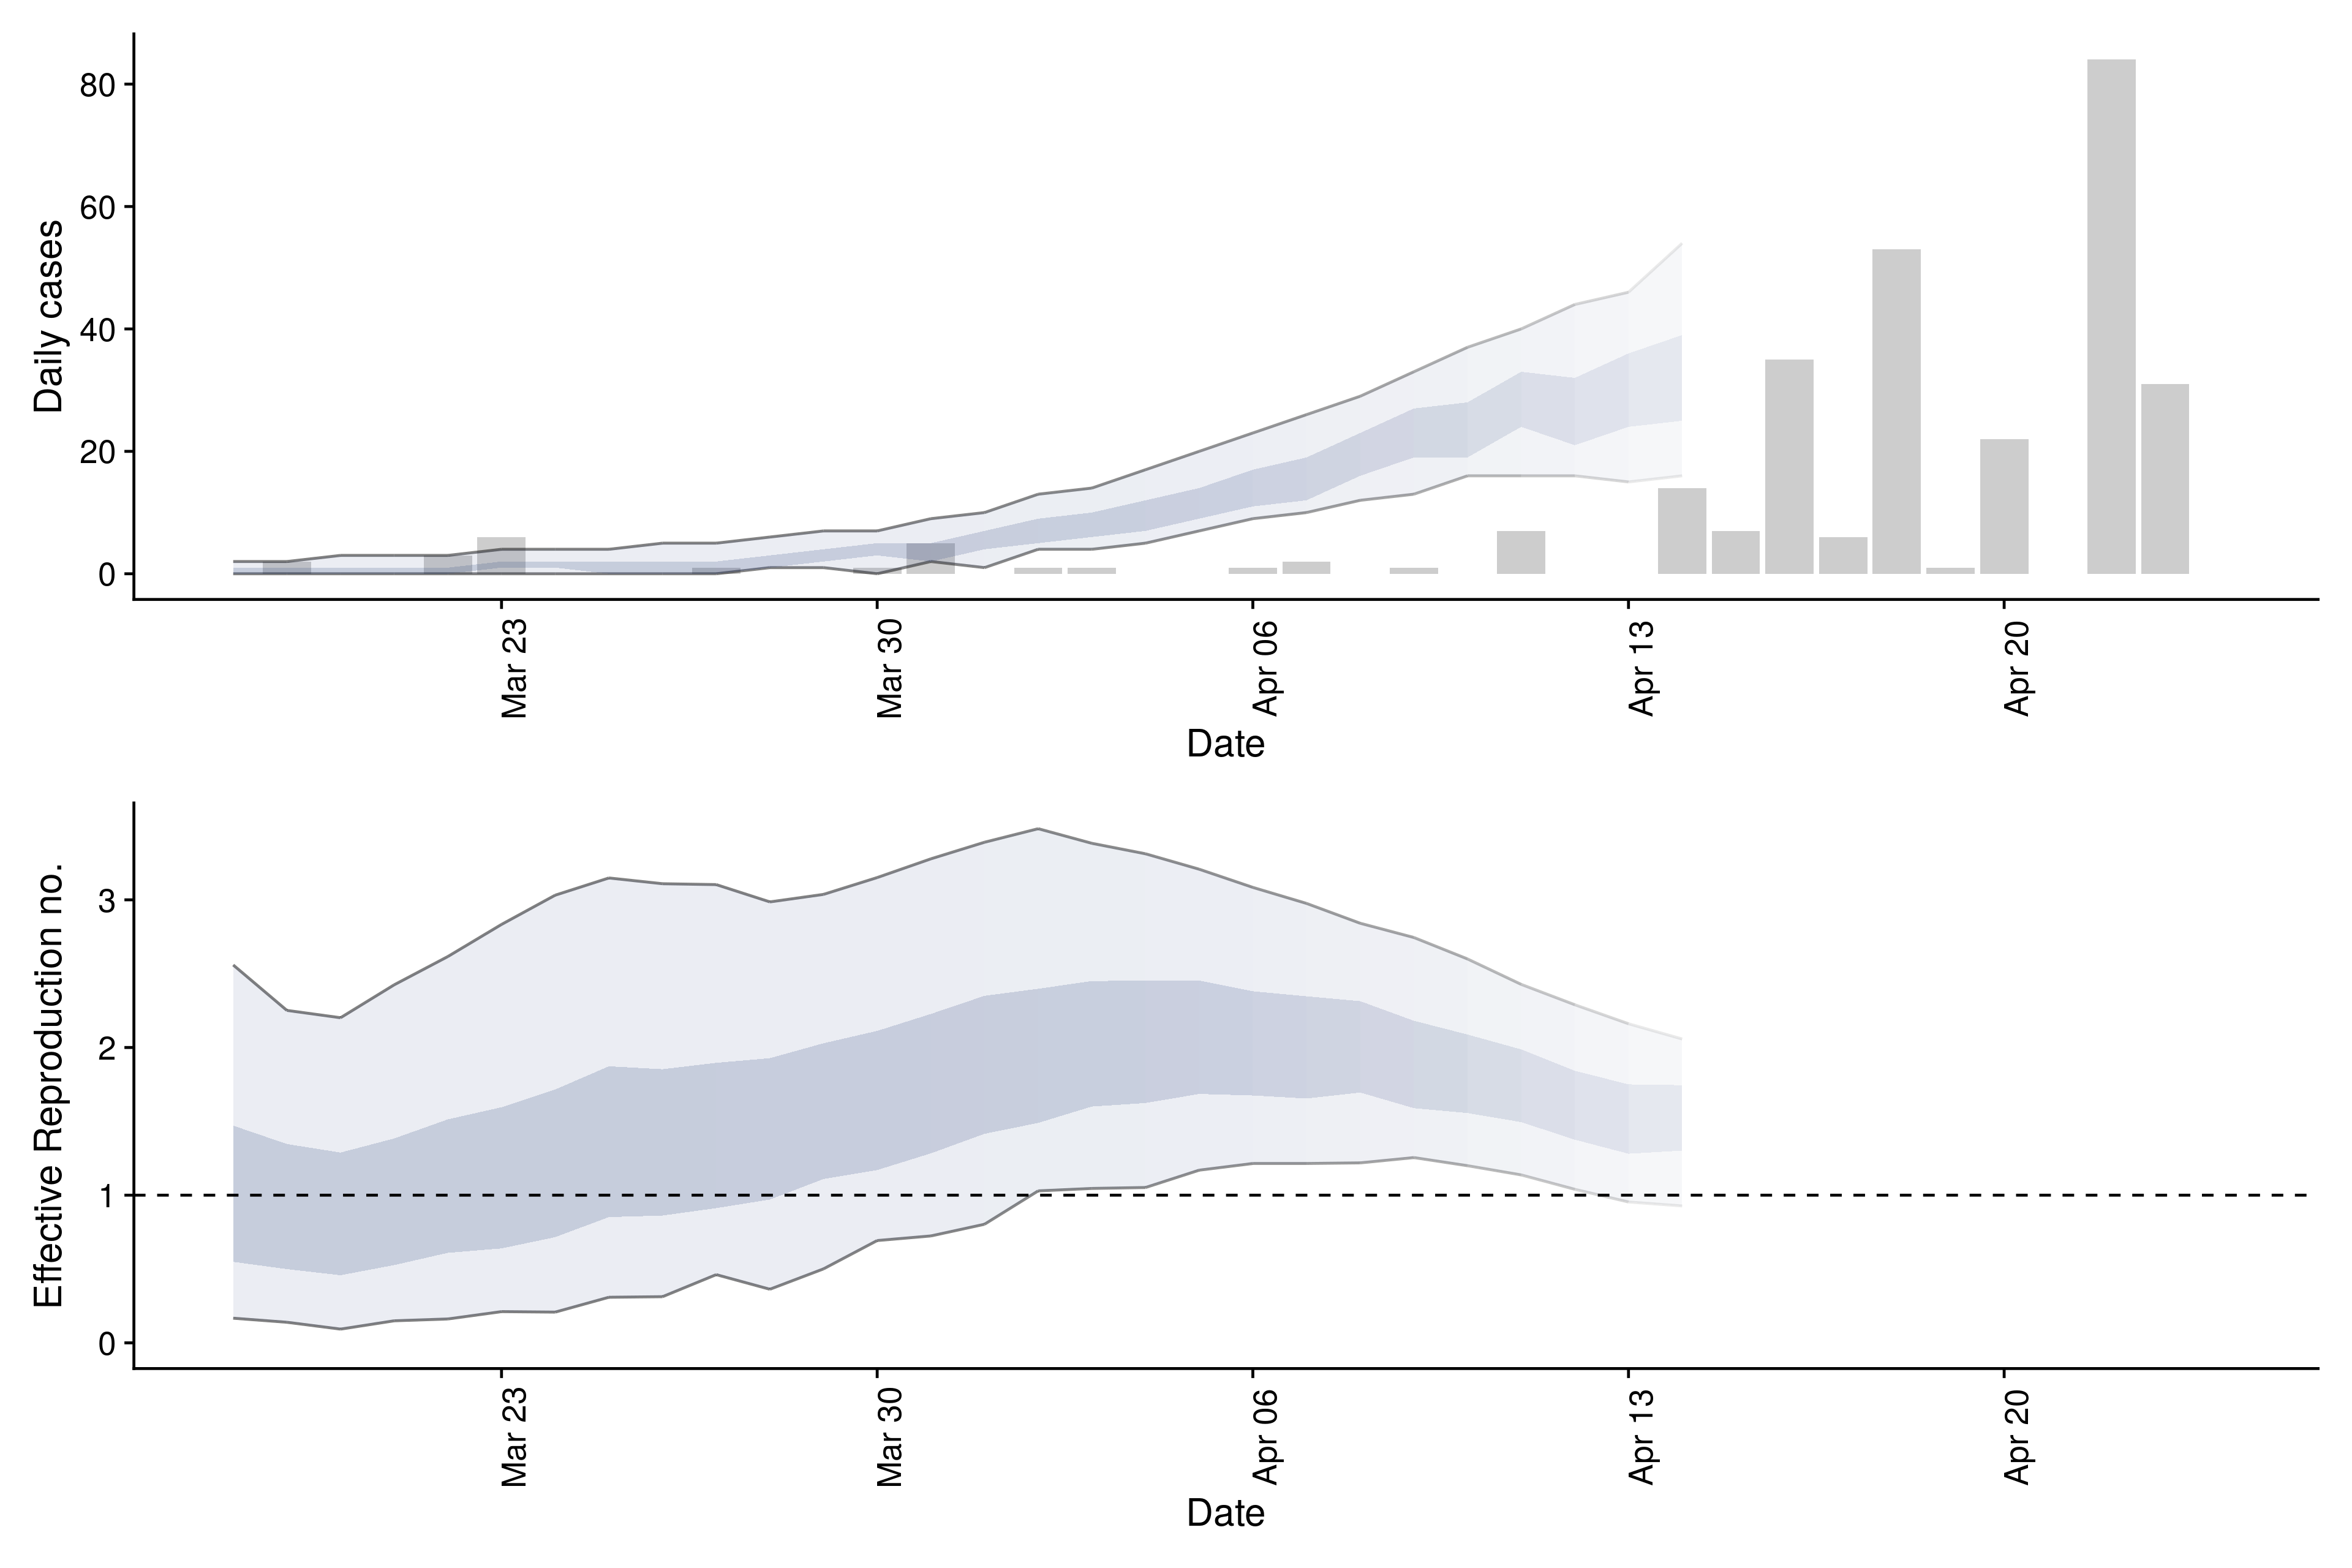 Daily cases
80
60
40
20
0
Mar 23
Mar 30
Apr 06
Apr 13
Apr 20
Date
Effective Reproduction no.
3
2
1
0
Mar 23
Mar 30
Apr 06
Apr 13
Apr 20
Date